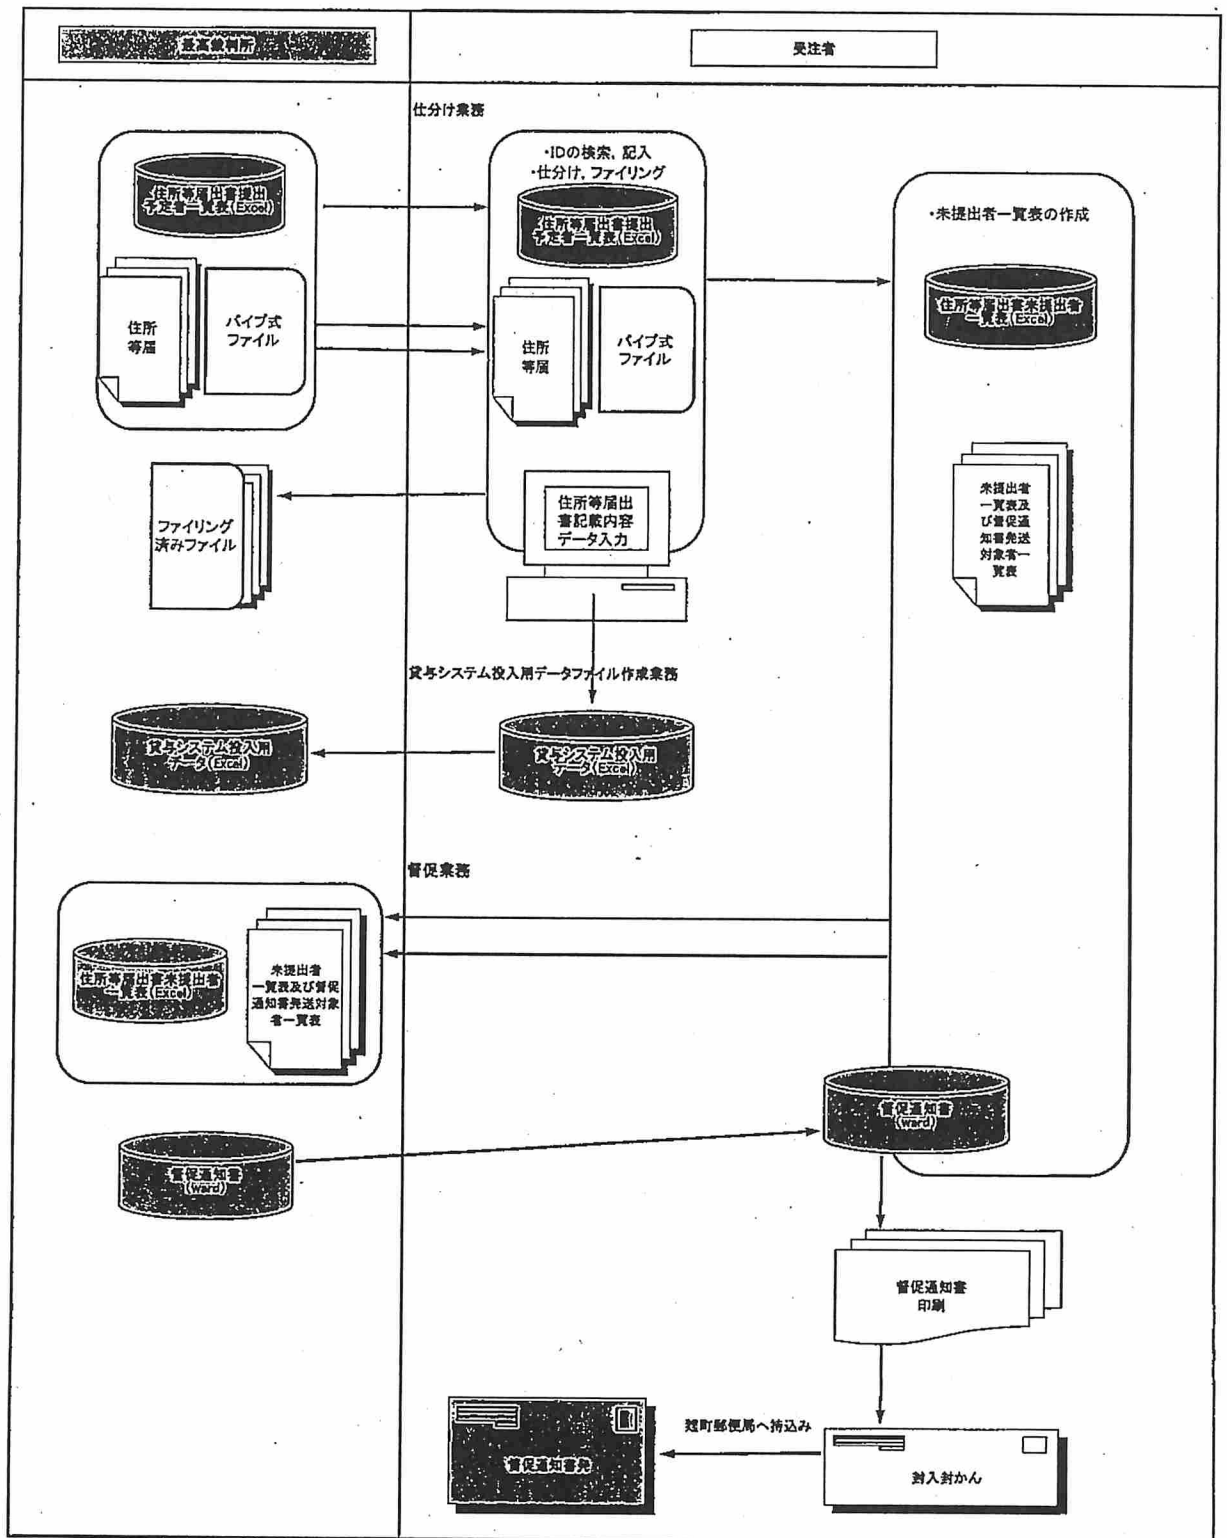 最高裁判所
受注者
仕分け業務
住所等届出書提出
予定者一覧表(Excel)
住所
等届
パイプ式
ファイル
・IDの検索，記入
・仕分け，ファイリング
住所等届出書提出
予定者一覧表(Excel)
住所
等届
パイプ式
ファイル
・未提出者一覧表の作成
住所等届出書未提出者
一覧表(Excel)
未提出者
一覧表及
び督促通
知書発送
対象者一
覧表
ファイリング
済みファイル
住所等届出
書記載内容
データ入力
貸与システム投入用データファイル作成業務
貸与システム投入用
データ(Excel)
貸与システム投入用
データ(Excel)
督促業務
住所等届出書未提出者
一覧表(Excel)
未提出者
一覧表及び督促
通知書発送対象
者一覧表
督促通知書
(ward)
督促通知書
(ward)
督促通知書
印刷
麹町郵便局へ持込み
督促通知書発
封入封かん